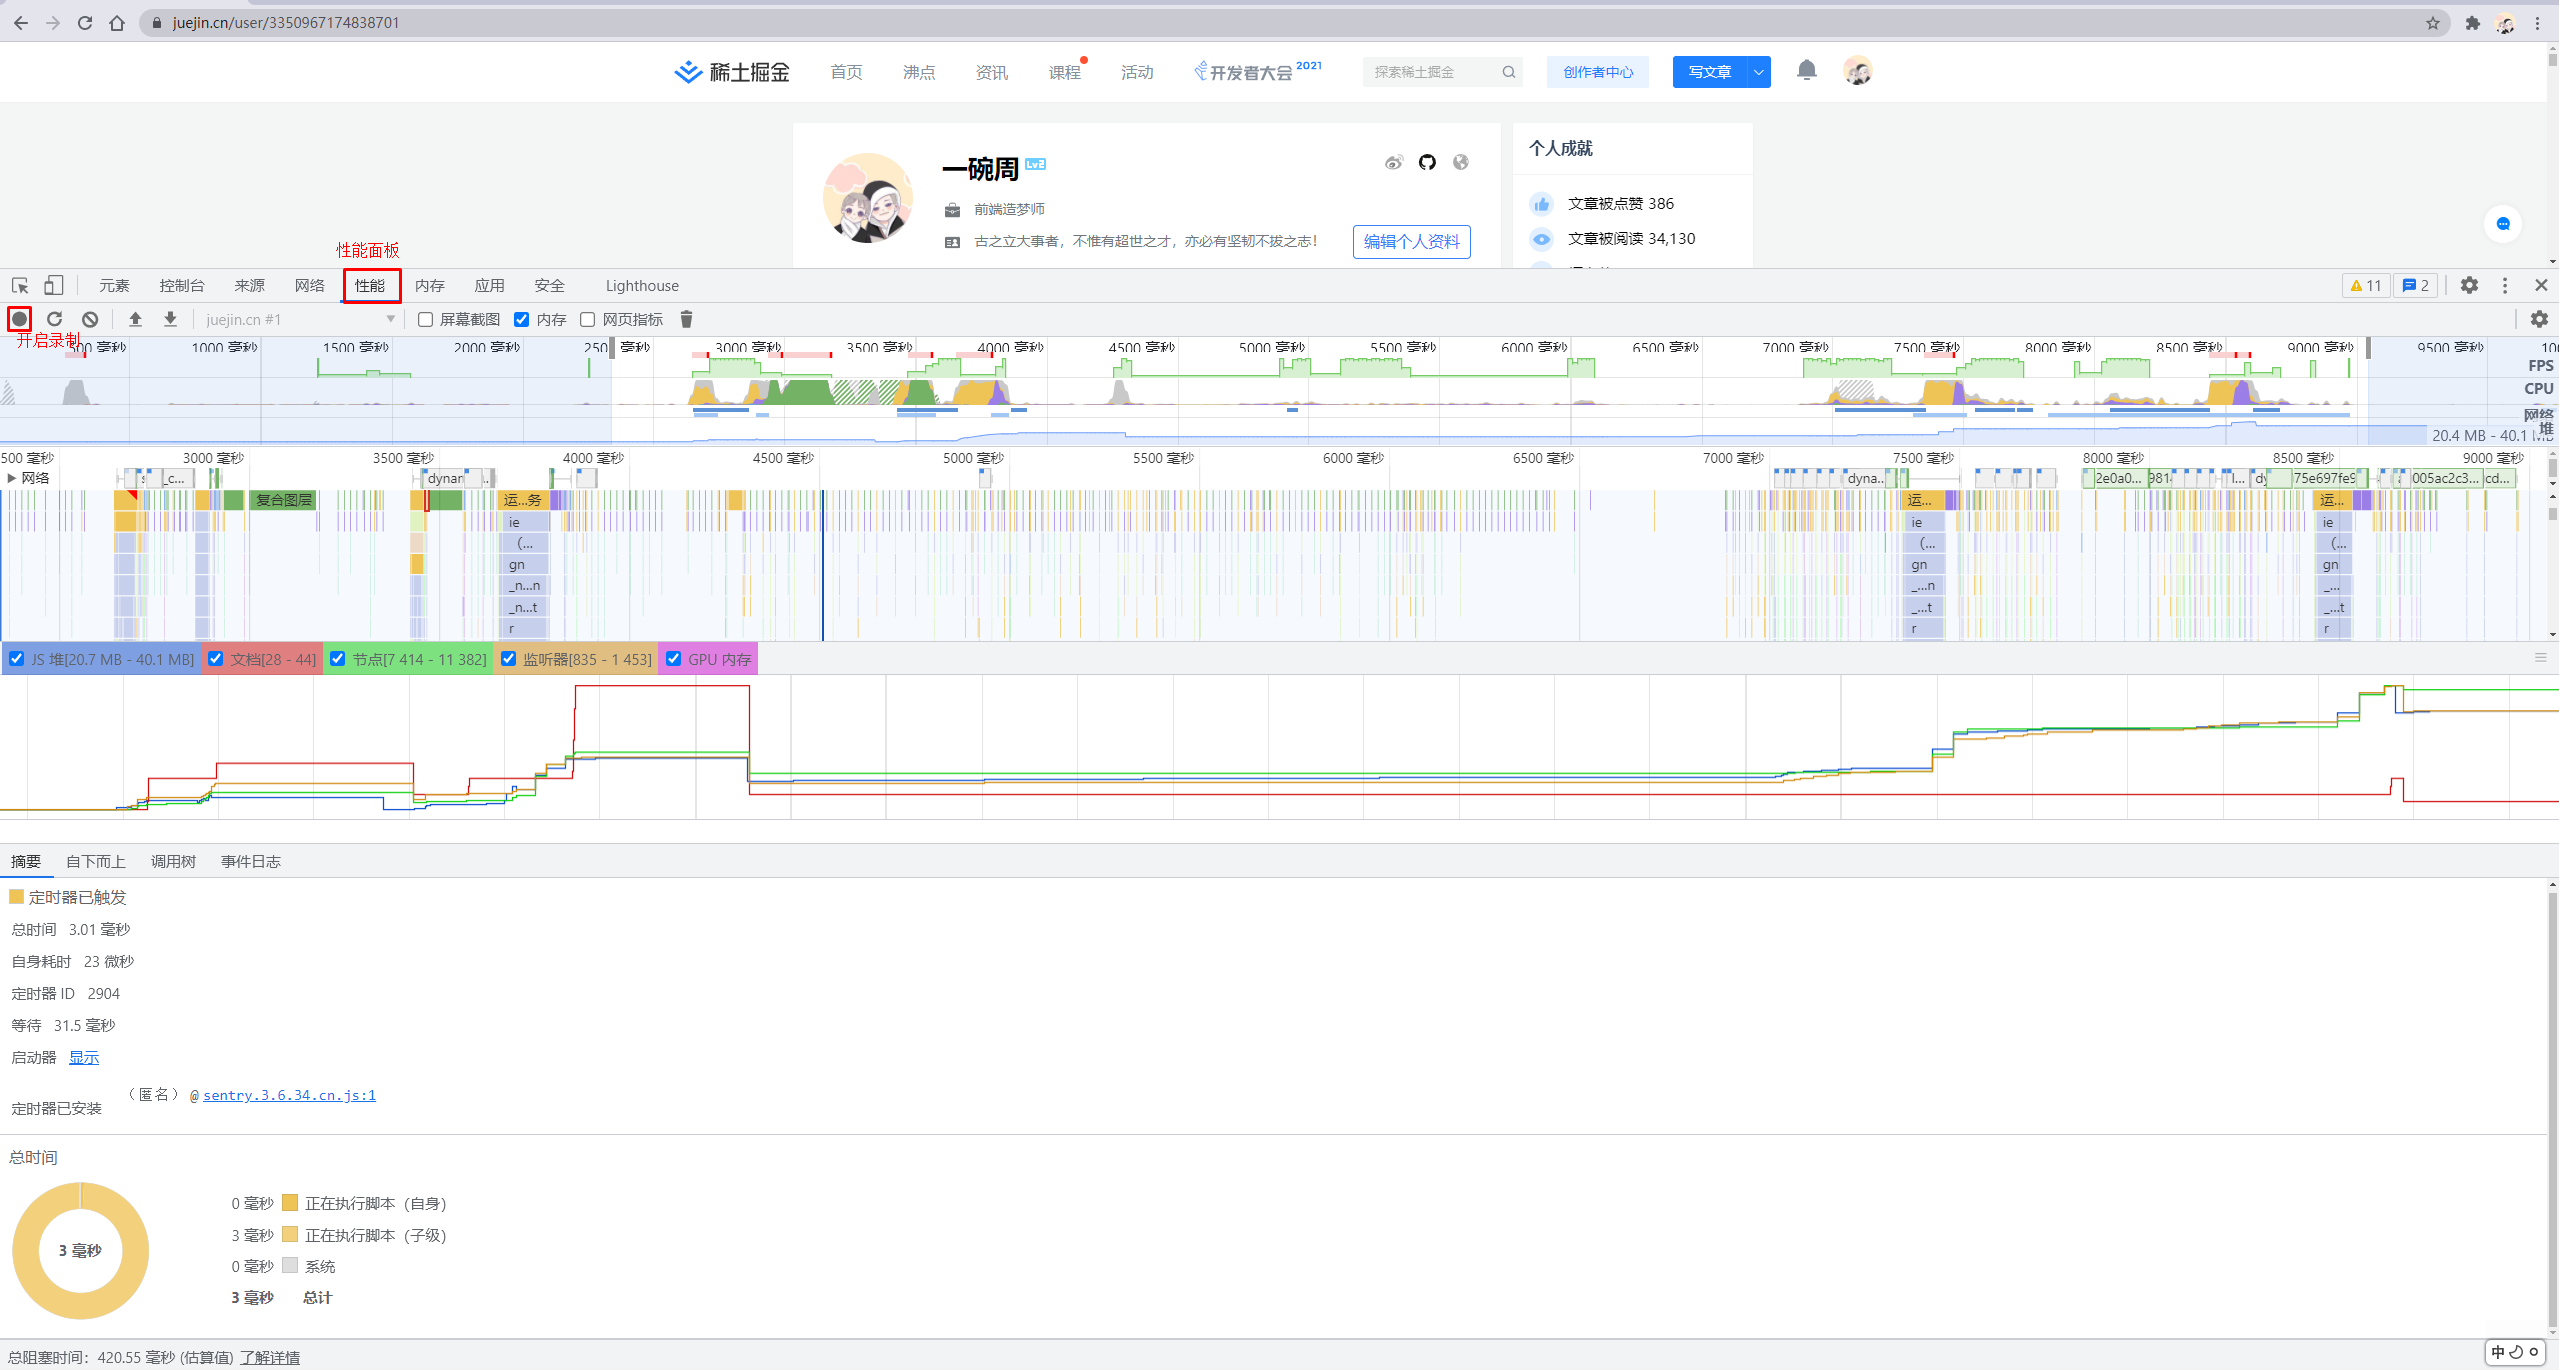 juejin.cn/user/3350967174838701
稀土掘金 首页 沸点 资讯 课程 活动 开发者大会 2021 探索稀土掘金 创作者中心 写文章
一碗周 Lv2
前端造梦师
古之立大事者，不惟有超世之才，亦必有坚韧不拔之志！ 编辑个人资料
个人成就
文章被点赞 386
文章被阅读 34,130
性能面板
元素 控制台 来源 网络 性能 内存 应用 安全 Lighthouse 11 2
juejin.cn #1 屏幕截图 内存 网页指标
开启录制
500 毫秒 1000 毫秒 1500 毫秒 2000 毫秒 250 毫秒 3000 毫秒 3500 毫秒 4000 毫秒 4500 毫秒 5000 毫秒 5500 毫秒 6000 毫秒 6500 毫秒 7000 毫秒 7500 毫秒 8000 毫秒 8500 毫秒 9000 毫秒 9500 毫秒 100
FPS
CPU
网络
堆
20.4 MB - 40.1 M
500 毫秒 3000 毫秒 3500 毫秒 4000 毫秒 4500 毫秒 5000 毫秒 5500 毫秒 6000 毫秒 6500 毫秒 7000 毫秒 7500 毫秒 8000 毫秒 8500 毫秒 9000 毫秒
网络 s _c... dynam... dyna... 2e0a0... 981 l... dy 75e697fe9 005ac2c3... cd...
复合图层 运...务 运... 运...
ie ie ie
(... (... (...
gn gn gn
_n...n _...n _...
_n...t _...t _...t
r r r
JS 堆[20.7 MB - 40.1 MB] 文档[28 - 44] 节点[7 414 - 11 382] 监听器[835 - 1 453] GPU 内存
摘要 自下而上 调用树 事件日志
定时器已触发
总时间 3.01 毫秒
自身耗时 23 微秒
定时器 ID 2904
等待 31.5 毫秒
启动器 显示
定时器已安装 （匿名） @ sentry.3.6.34.cn.js:1
总时间
3 毫秒
0 毫秒 正在执行脚本（自身）
3 毫秒 正在执行脚本（子级）
0 毫秒 系统
3 毫秒 总计
总阻塞时间：420.55 毫秒 (估算值) 了解详情
中